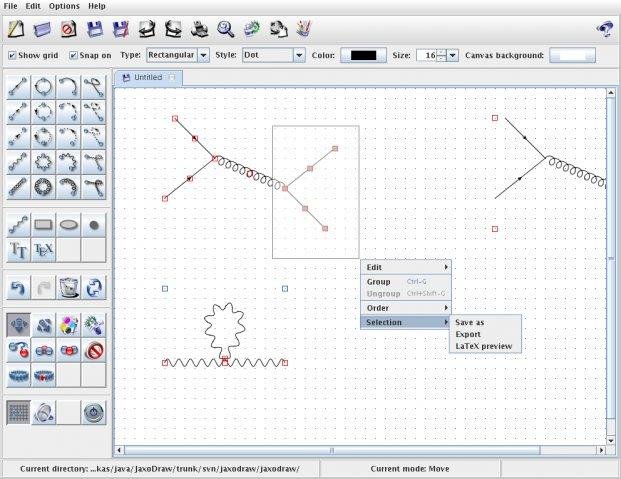 File Edit Options Help
Show grid Snap on Type: Rectangular Style: Dot Color: Size: 16 Canvas background:
Untitled
Edit
Group Ctrl-G
Ungroup Ctrl+Shift-G
Order
Selection
Save as
Export
LaTeX preview
TT TEX
Current directory: ...kas/java/JaxoDraw/trunk/svn/jaxodraw/jaxodraw/ Current mode: Move